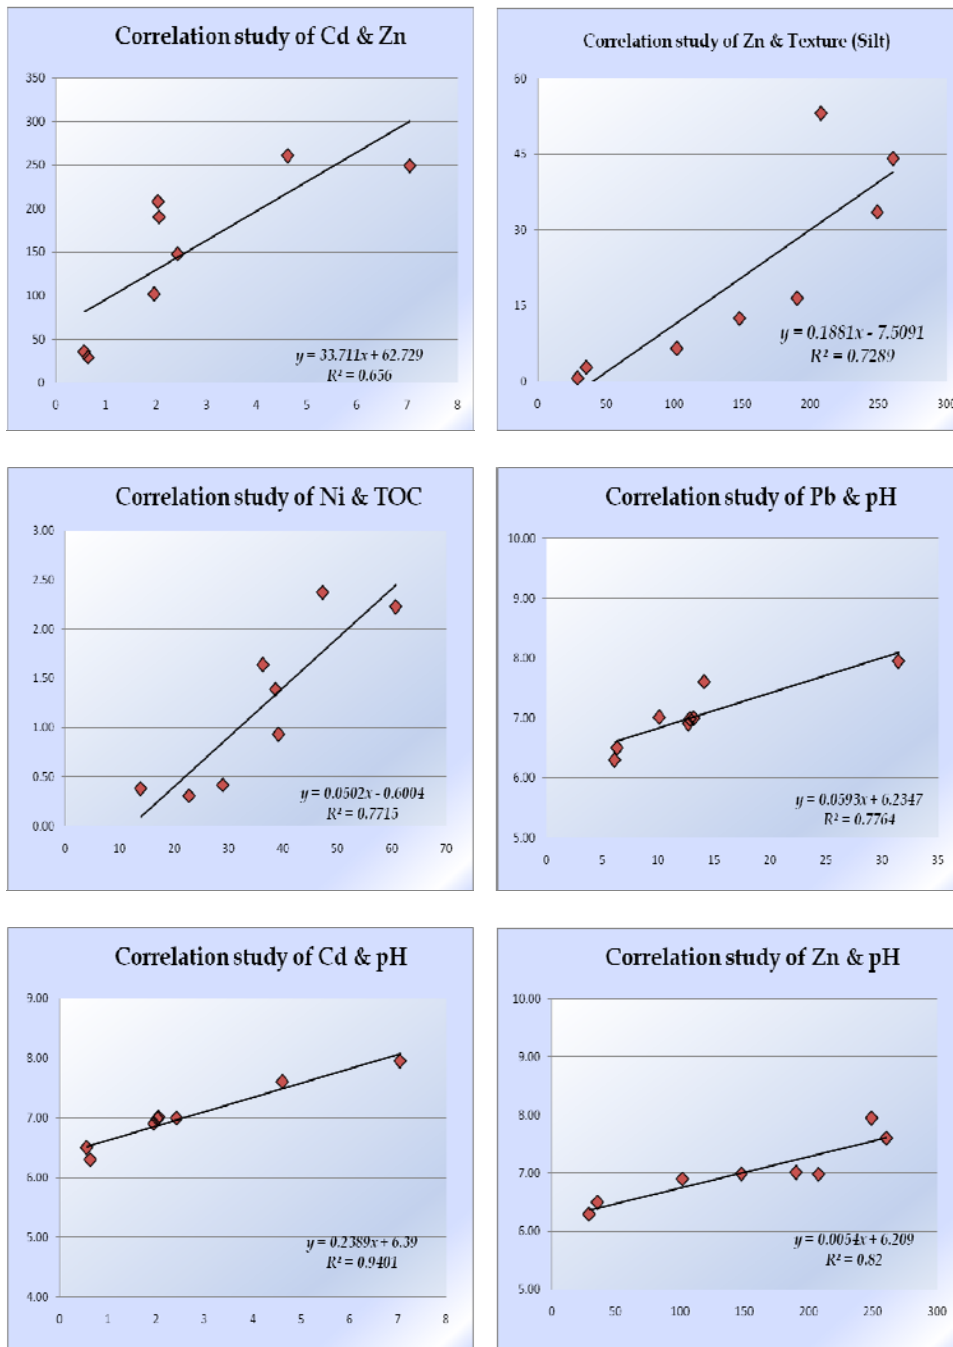 Correlation study of Cd & Zn
350
300
250
200
150
100
50
0
y = 33.711x + 62.729
R² = 0.656
0 1 2 3 4 5 6 7 8
Correlation study of Zn & Texture (Silt)
60
45
30
15
0
y = 0.1881x - 7.5091
R² = 0.7289
0 50 100 150 200 250 300
Correlation study of Ni & TOC
3.00
2.50
2.00
1.50
1.00
0.50
0.00
y = 0.0502x - 0.6004
R² = 0.7715
0 10 20 30 40 50 60 70
Correlation study of Pb & pH
10.00
9.00
8.00
7.00
6.00
5.00
y = 0.0593x + 6.2347
R² = 0.7764
0 5 10 15 20 25 30 35
Correlation study of Cd & pH
9.00
8.00
7.00
6.00
5.00
4.00
y = 0.2389x + 6.39
R² = 0.9401
0 1 2 3 4 5 6 7 8
Correlation study of Zn & pH
10.00
9.00
8.00
7.00
6.00
5.00
y = 0.0054x + 6.209
R² = 0.82
0 50 100 150 200 250 300